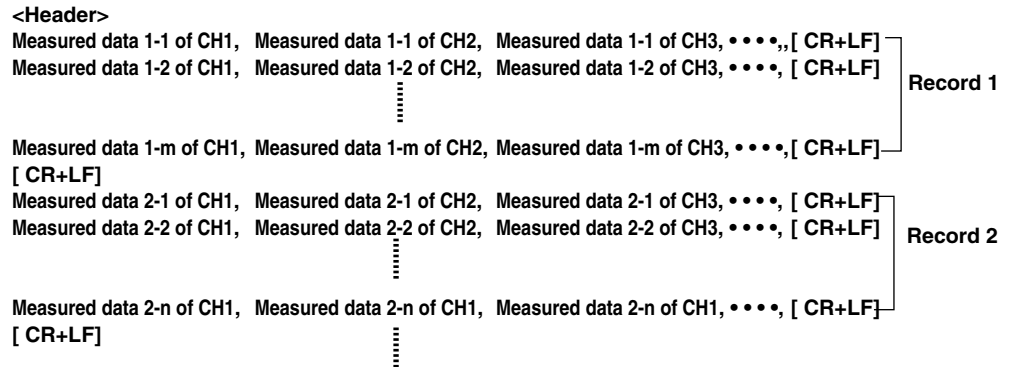 <Header>
Measured data 1-1 of CH1, Measured data 1-1 of CH2, Measured data 1-1 of CH3, ••••,,[ CR+LF]
Measured data 1-2 of CH1, Measured data 1-2 of CH2, Measured data 1-2 of CH3, ••••, [ CR+LF]
Record 1
Measured data 1-m of CH1, Measured data 1-m of CH2, Measured data 1-m of CH3, ••••,[ CR+LF]
[ CR+LF]
Measured data 2-1 of CH1, Measured data 2-1 of CH2, Measured data 2-1 of CH3, ••••, [ CR+LF]
Measured data 2-2 of CH1, Measured data 2-2 of CH2, Measured data 2-2 of CH3, ••••, [ CR+LF]
Record 2
Measured data 2-n of CH1, Measured data 2-n of CH1, Measured data 2-n of CH1, ••••, [ CR+LF]
[ CR+LF]